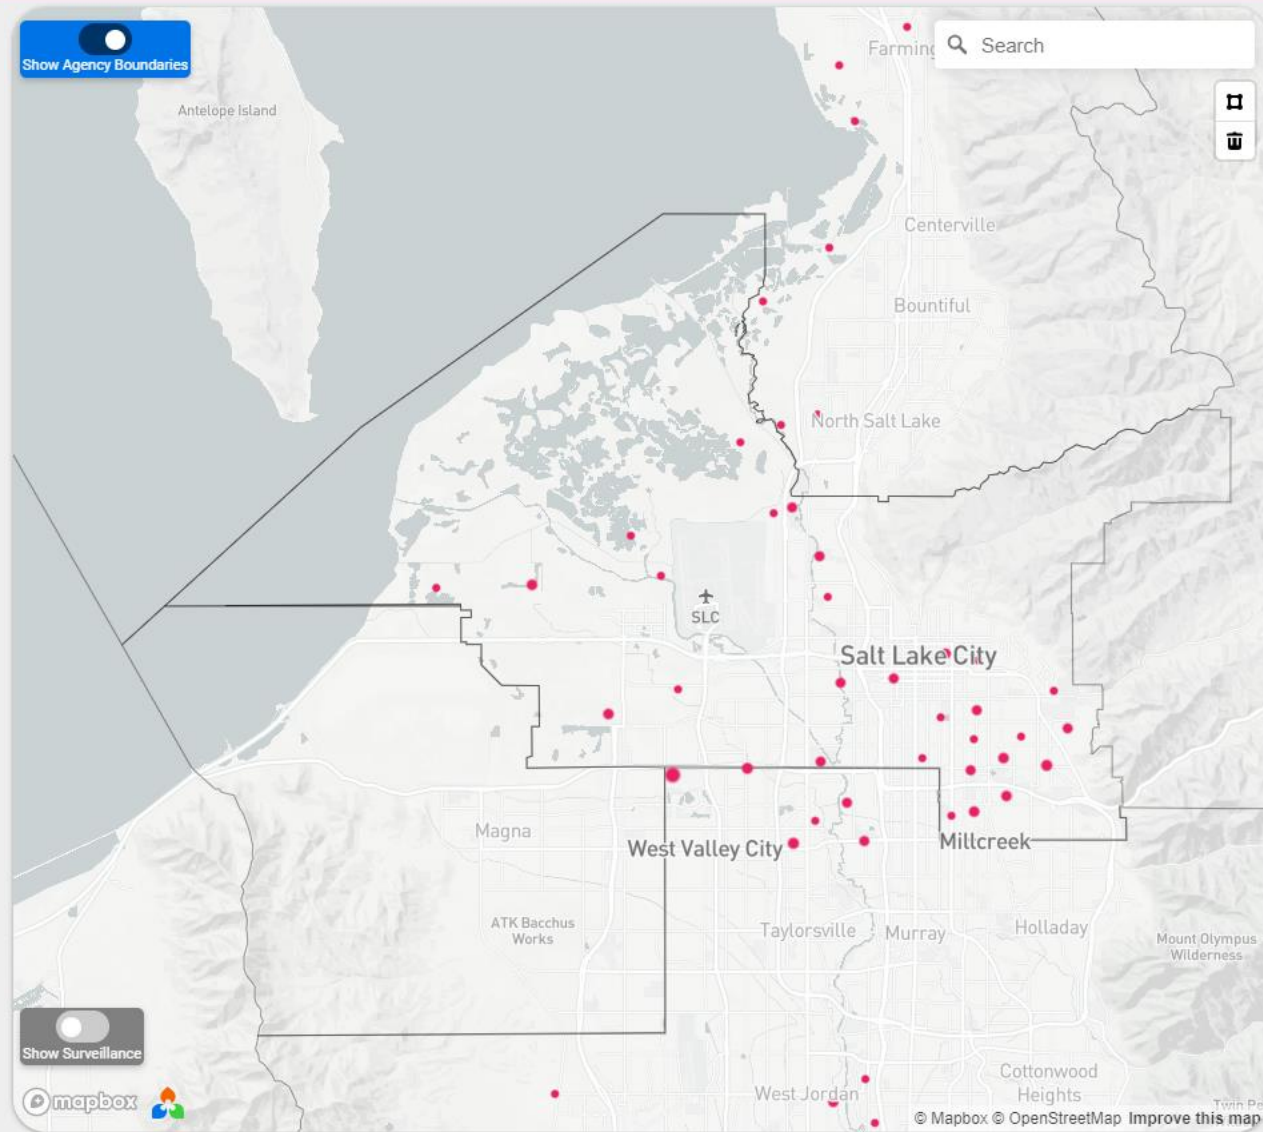 Show Agency Boundaries
Farming
Search
Antelope Island
Centerville
Bountiful
North Salt Lake
SLC
Salt Lake City
Magna
West Valley City
Millcreek
ATK Bacchus
Works
Taylorsville
Murray
Holladay
Mount Olympus
Wilderness
Show Surveillance
Cottonwood
Heights
West Jordan
mapbox
Twin Pe
© Mapbox © OpenStreetMap Improve this map